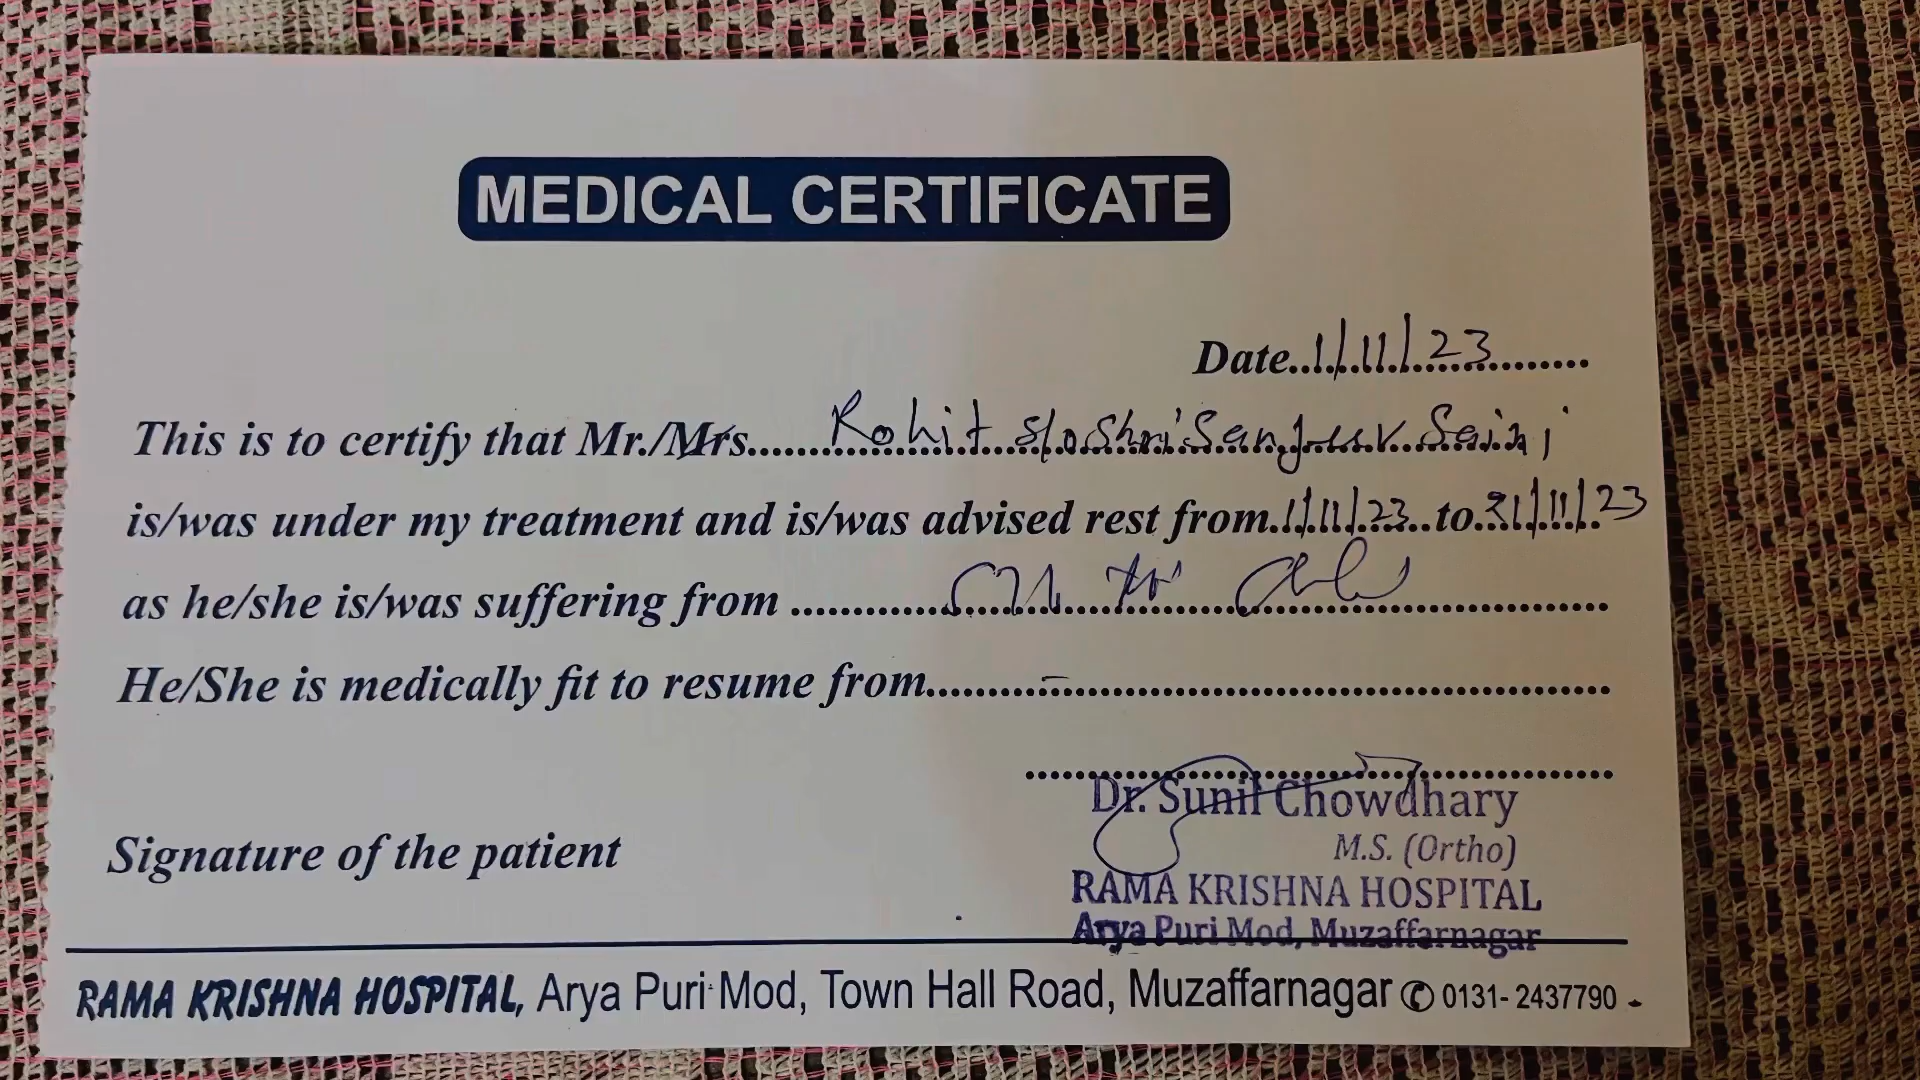 MEDICAL CERTIFICATE
Date..1/11/23........
This is to certify that Mr./Mrs.....Rohit s/o Shri Sanjeev Saini
is/was under my treatment and is/was advised rest from.1/11/23..to.21/11/23
as he/she is/was suffering from
He/She is medically fit to resume from.......-.......
Dr. Sunil Chowdhary
M.S. (Ortho)
Signature of the patient
RAMA KRISHNA HOSPITAL
Arya Puri Mod, Muzaffarnagar
RAMA KRISHNA HOSPITAL, Arya Puri Mod, Town Hall Road, Muzaffarnagar ✆ 0131- 2437790